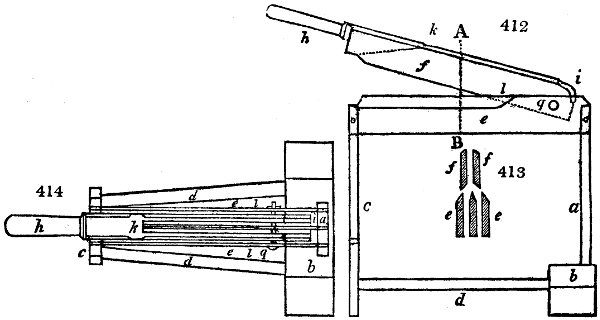 k A 412
h
f i
l q
e
B
f f 413
414
d c a
e l i a
h k e e
c e l q b
d b
d